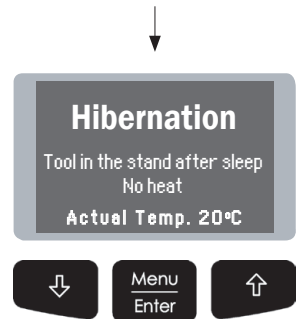 Hibernation
Tool in the stand after sleep
No heat
Actual Temp. 20ºC
Menu
Enter